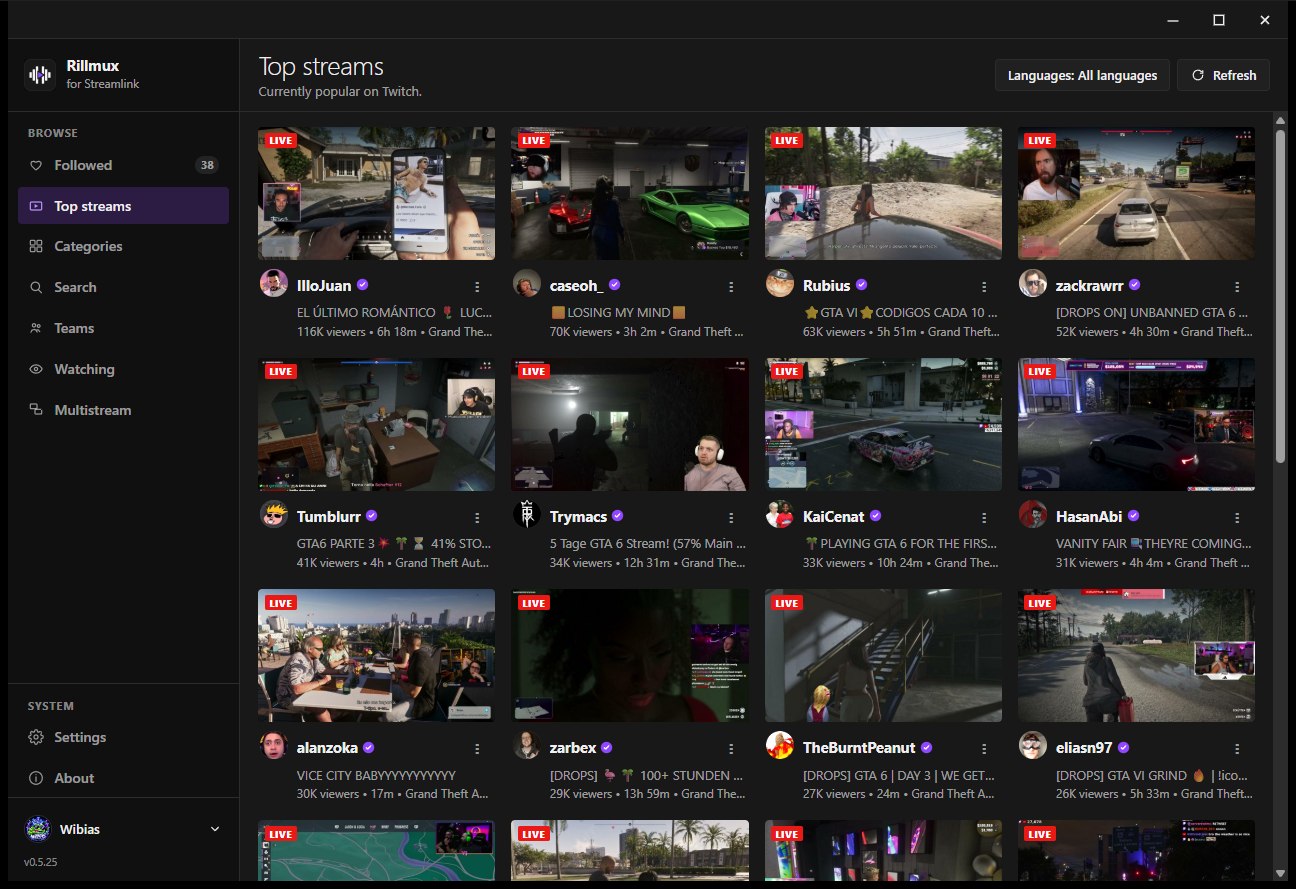 Rillmux
for Streamlink
Top streams
Currently popular on Twitch.
Languages: All languages
Refresh
BROWSE
Followed 38
Top streams
Categories
Search
Teams
Watching
Multistream
LIVE LIVE LIVE LIVE
IlloJuan
EL ÚLTIMO ROMÁNTICO 🌹 LUC...
116K viewers • 6h 18m • Grand The...
caseoh_
🟧LOSING MY MIND🟧
70K viewers • 3h 2m • Grand Theft ...
Rubius
⭐GTA VI⭐CODIGOS CADA 10 ...
63K viewers • 5h 51m • Grand Theft...
zackrawrr
[DROPS ON] UNBANNED GTA 6 ...
52K viewers • 4h 30m • Grand Theft...
LIVE LIVE LIVE LIVE
Tumblurr
GTA6 PARTE 3💥 🌴⏳ 41% STO...
41K viewers • 4h • Grand Theft Aut...
Trymacs
5 Tage GTA 6 Stream! (57% Main ...
34K viewers • 12h 31m • Grand The...
KaiCenat
🌴PLAYING GTA 6 FOR THE FIRS...
33K viewers • 10h 24m • Grand The...
HasanAbi
VANITY FAIR THEYRE COMING...
31K viewers • 4h 4m • Grand Theft ...
LIVE LIVE LIVE LIVE
alanzoka
VICE CITY BABYYYYYYYYYYY
30K viewers • 17m • Grand Theft A...
zarbex
[DROPS] 🦩 🌴 100+ STUNDEN ...
29K viewers • 13h 59m • Grand The...
TheBurntPeanut
[DROPS] GTA 6 | DAY 3 | WE GET...
27K viewers • 24m • Grand Theft A...
eliasn97
[DROPS] GTA VI GRIND 🔥 | !ico...
26K viewers • 5h 33m • Grand Theft...
LIVE LIVE LIVE LIVE
SYSTEM
Settings
About
Wibias
v0.5.25